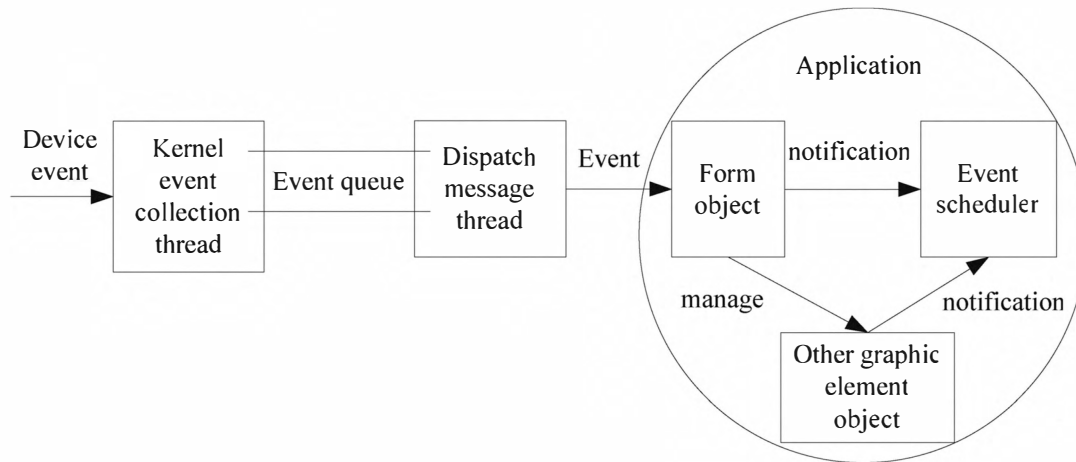 Device
event
Kernel
event
collection
thread
Event queue
Dispatch
message
thread
Event
Application
Form
object
notification
Event
scheduler
manage
notification
Other graphic
element
object